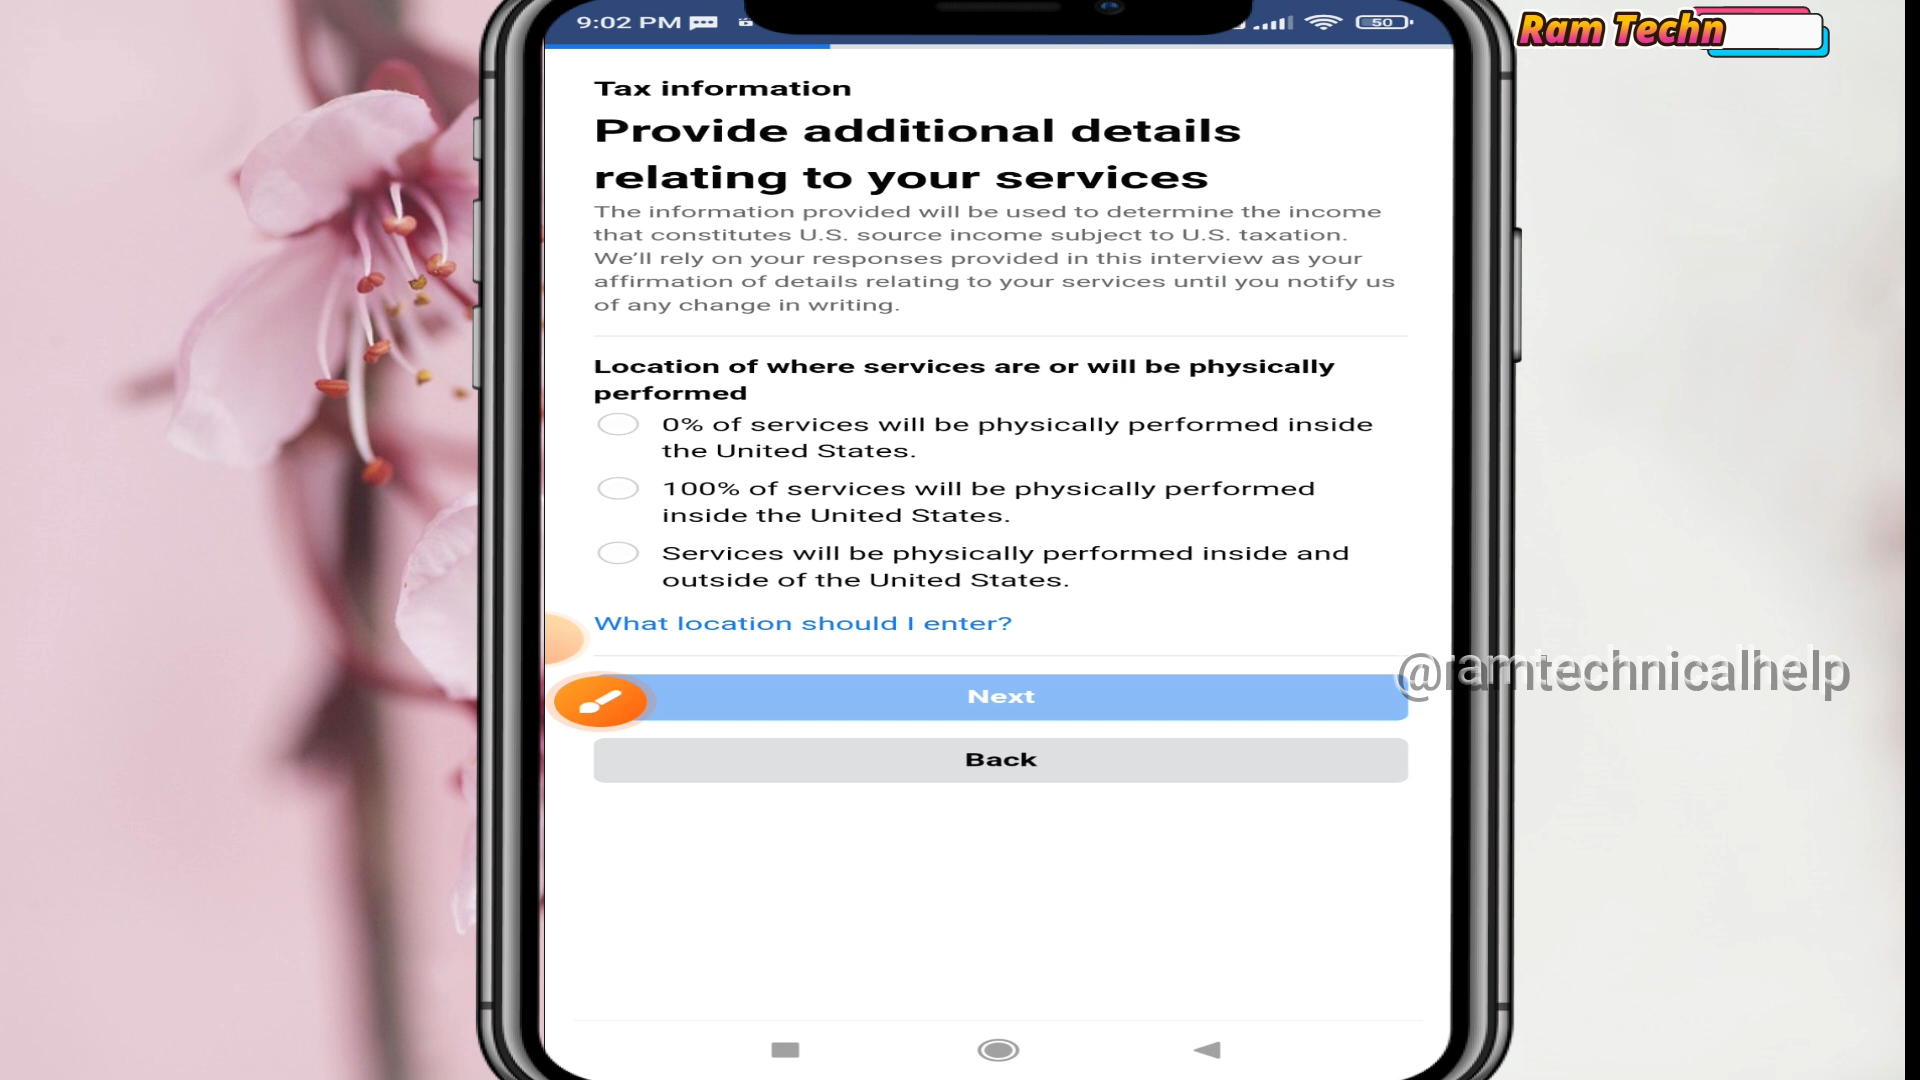 9:02 PM
50
Ram Techn
Tax information
Provide additional details
relating to your services
The information provided will be used to determine the income
that constitutes U.S. source income subject to U.S. taxation.
We’ll rely on your responses provided in this interview as your
affirmation of details relating to your services until you notify us
of any change in writing.
Location of where services are or will be physically
performed
0% of services will be physically performed inside
the United States.
100% of services will be physically performed
inside the United States.
Services will be physically performed inside and
outside of the United States.
What location should I enter?
@ramtechnicalhelp
Next
Back